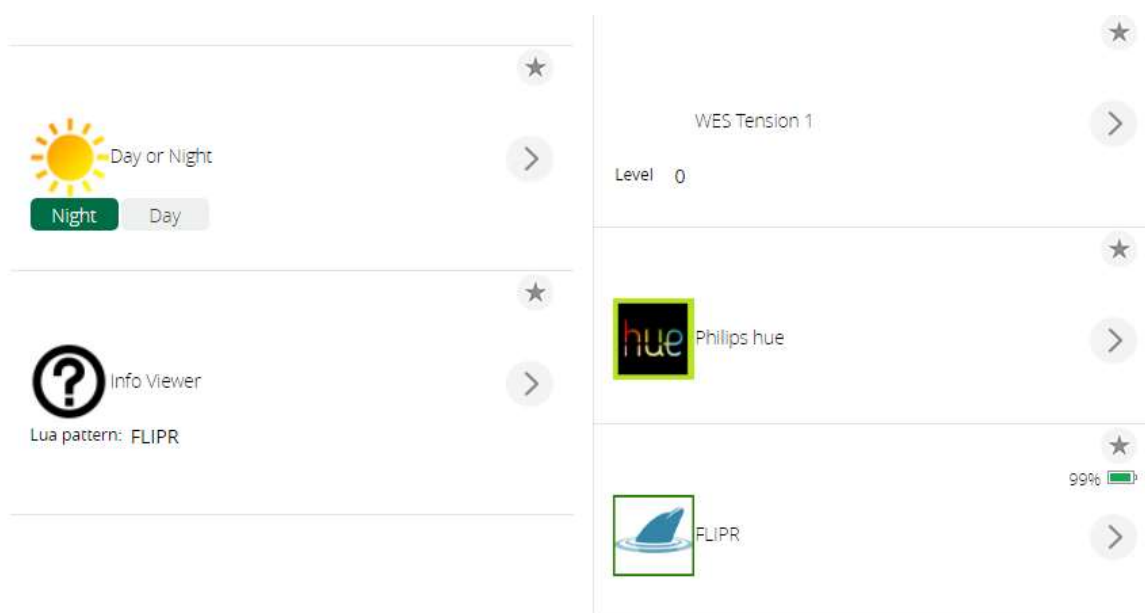 Day or Night
Night Day
Info Viewer
Lua pattern: FLIPR
WES Tension 1
Level 0
hue
Philips hue
99%
FLIPR